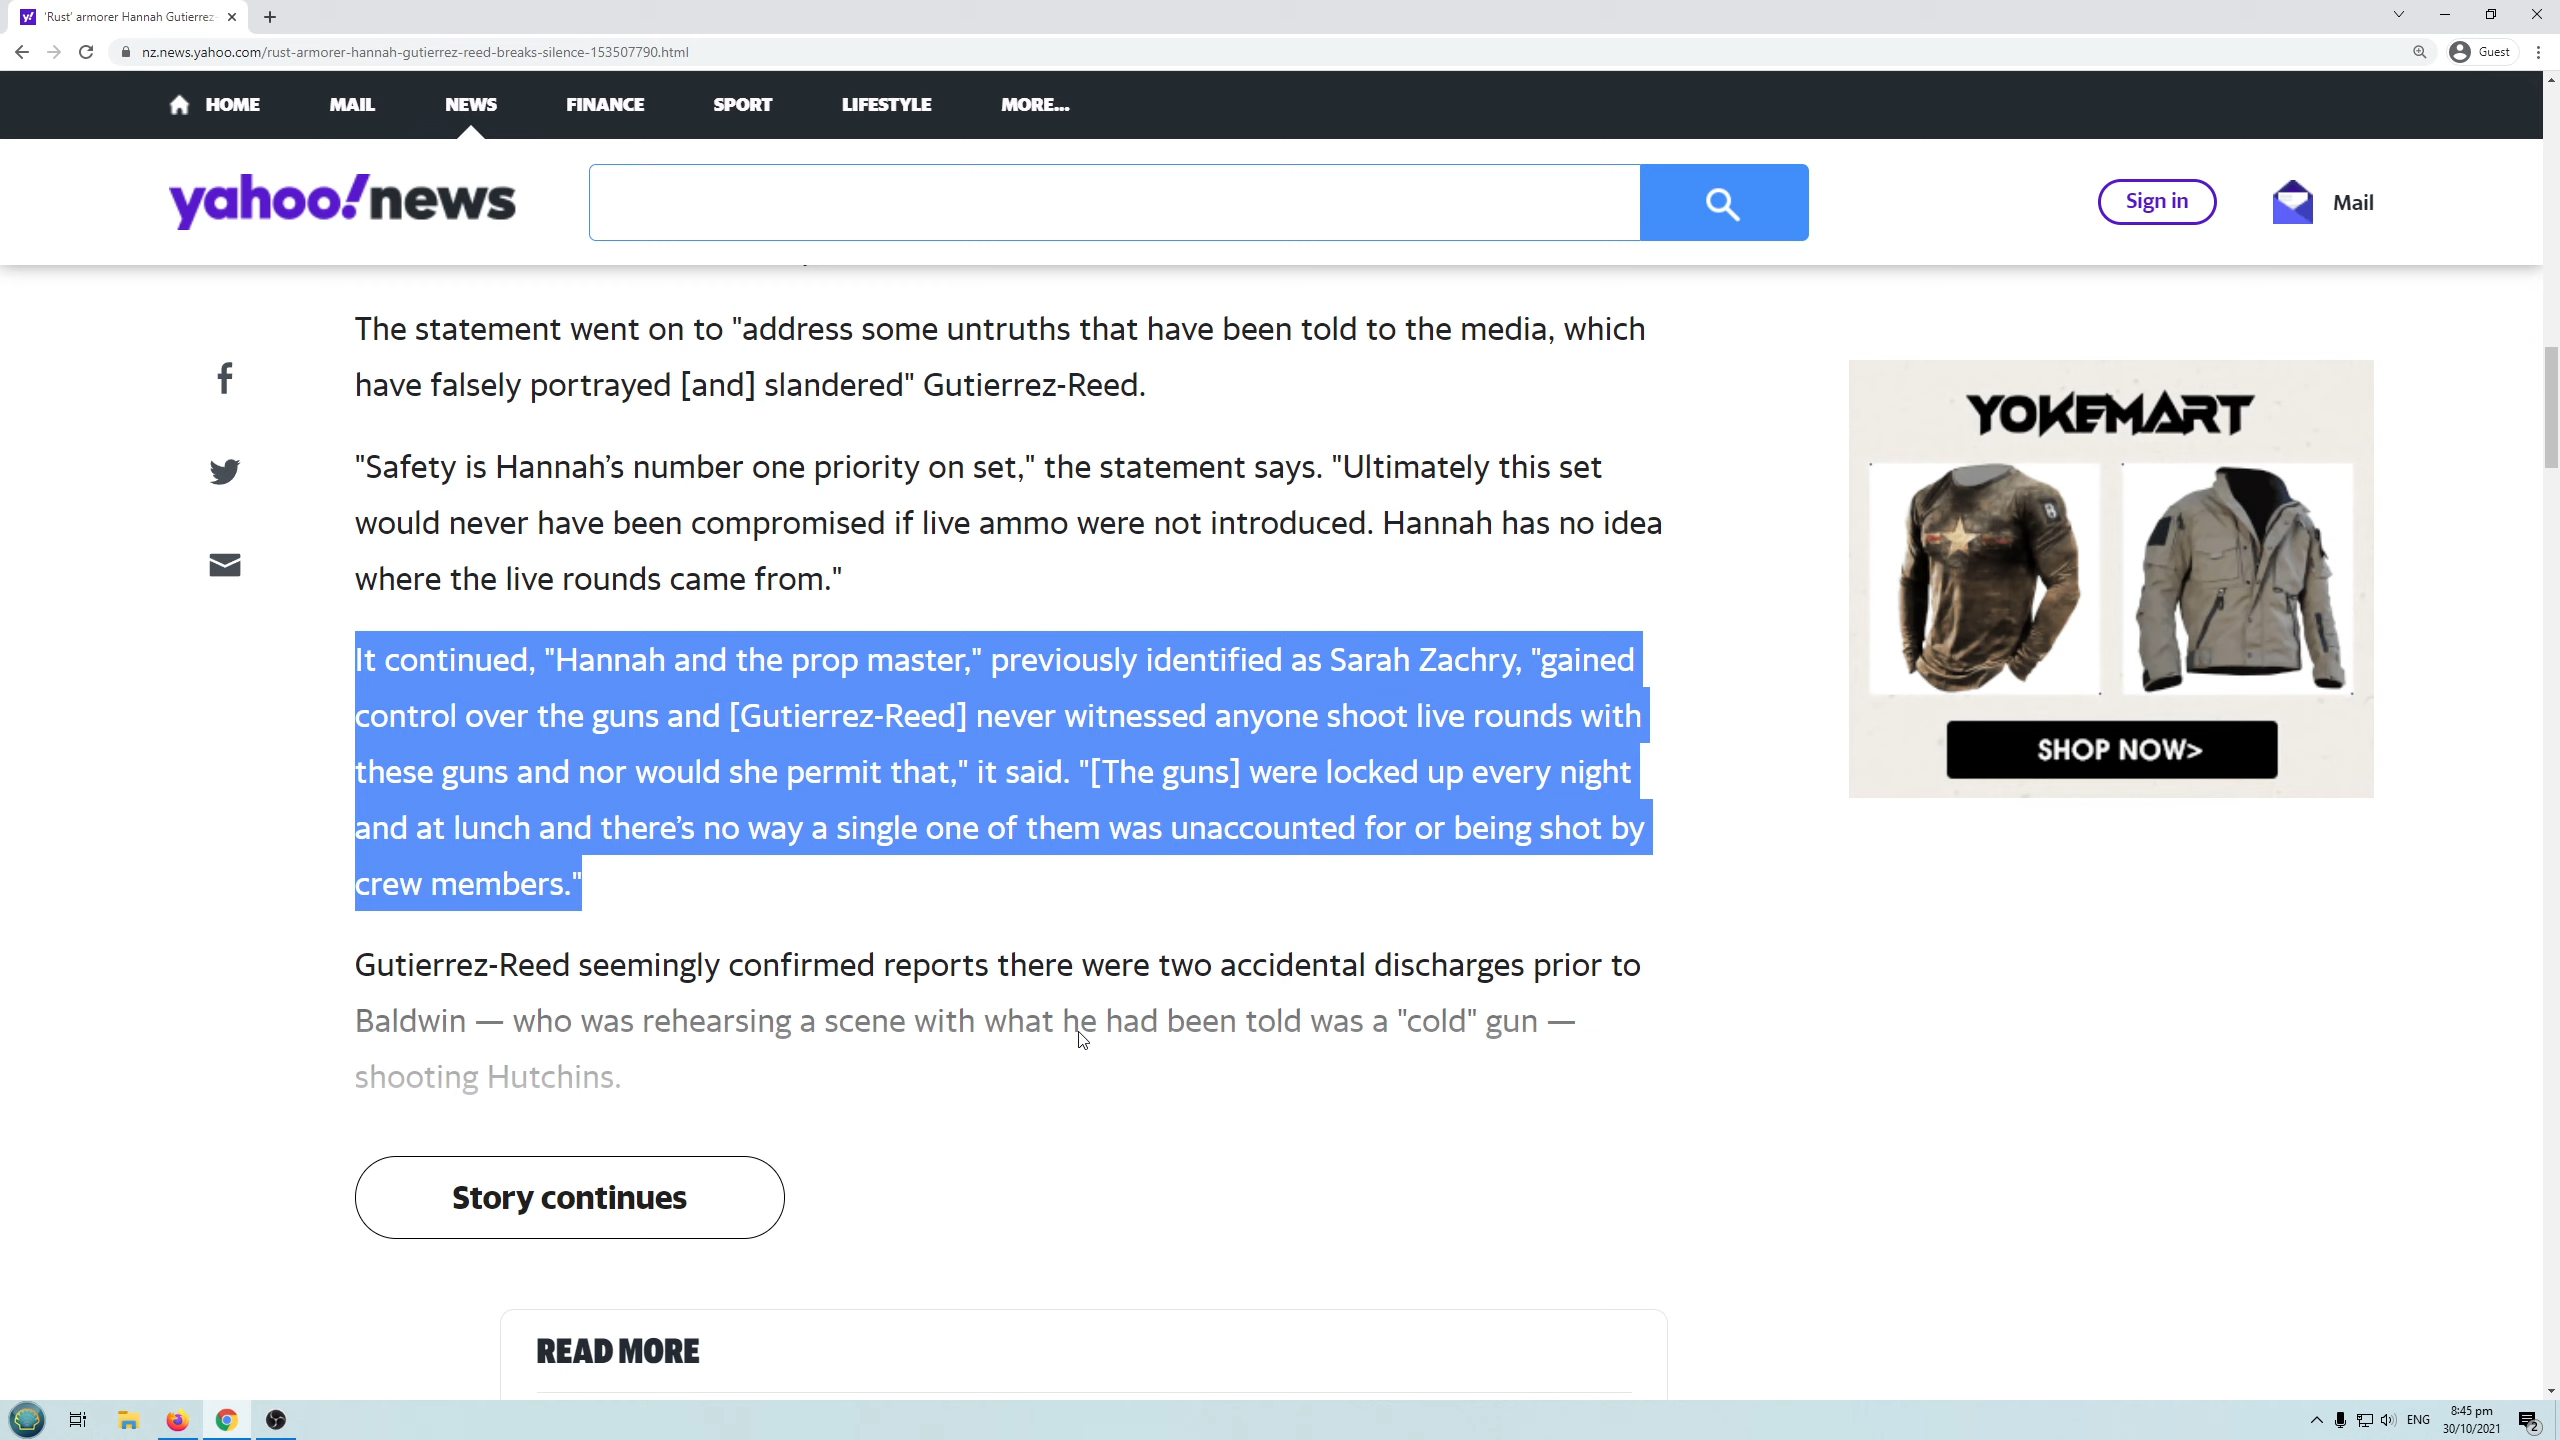 'Rust' armorer Hannah Gutierrez-
nz.news.yahoo.com/rust-armorer-hannah-gutierrez-reed-breaks-silence-153507790.html
Guest
HOME MAIL NEWS FINANCE SPORT LIFESTYLE MORE...
yahoo!news
Sign in
Mail
The statement went on to "address some untruths that have been told to the media, which
have falsely portrayed [and] slandered" Gutierrez-Reed.
"Safety is Hannah’s number one priority on set," the statement says. "Ultimately this set
would never have been compromised if live ammo were not introduced. Hannah has no idea
where the live rounds came from."
It continued, "Hannah and the prop master," previously identified as Sarah Zachry, "gained
control over the guns and [Gutierrez-Reed] never witnessed anyone shoot live rounds with
these guns and nor would she permit that," it said. "[The guns] were locked up every night
and at lunch and there’s no way a single one of them was unaccounted for or being shot by
crew members."
Gutierrez-Reed seemingly confirmed reports there were two accidental discharges prior to
Baldwin — who was rehearsing a scene with what he had been told was a "cold" gun —
shooting Hutchins.
Story continues
READ MORE
YOKEMART
SHOP NOW>
ENG
8:45 pm
30/10/2021
2